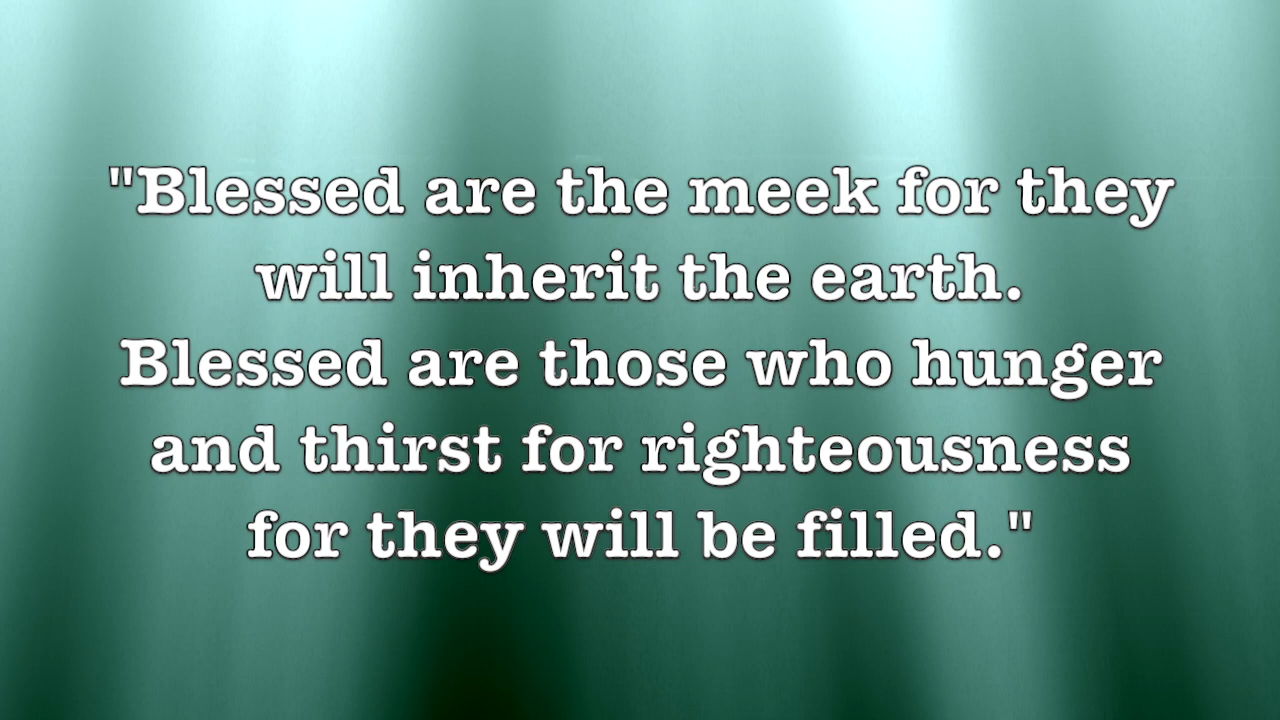 "Blessed are the meek for they
will inherit the earth.
Blessed are those who hunger
and thirst for righteousness
for they will be filled."